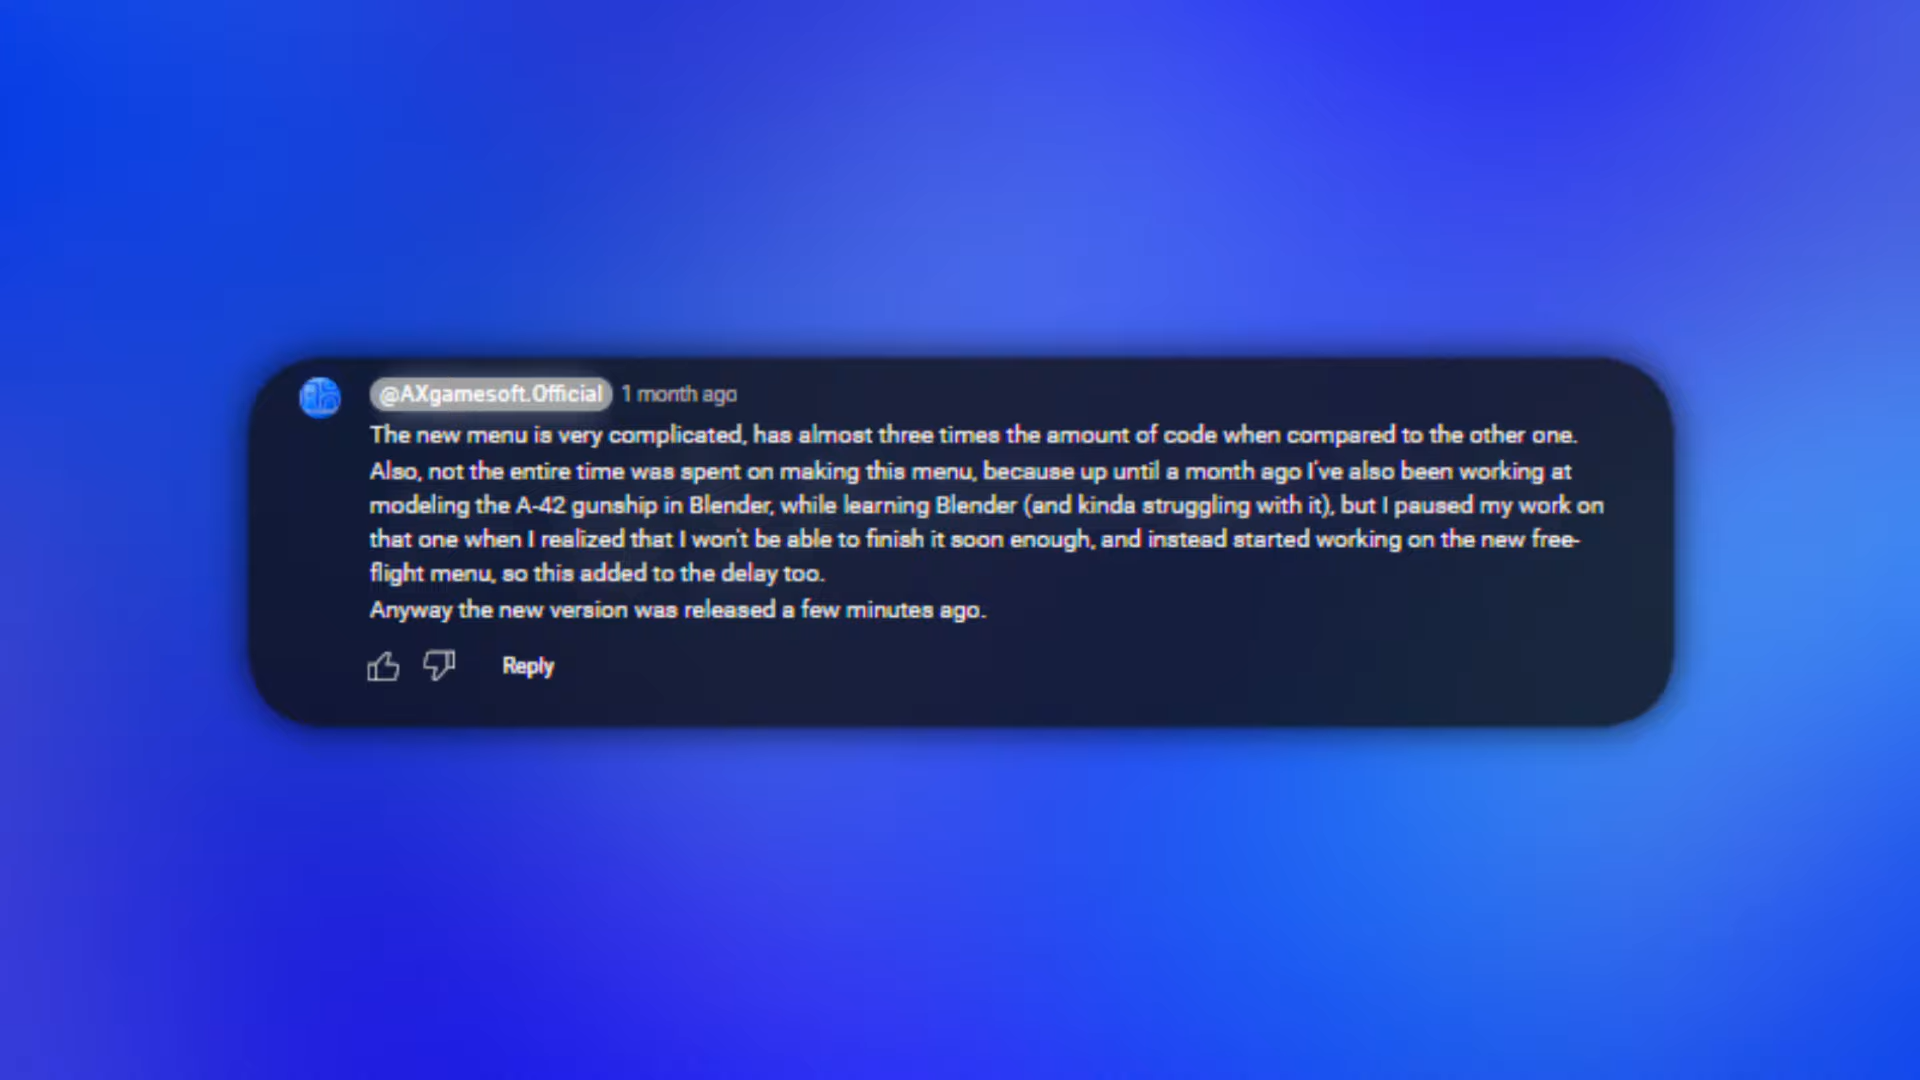 @AXgamesoft.Official 1 month ago
The new menu is very complicated, has almost three times the amount of code when compared to the other one.
Also, not the entire time was spent on making this menu, because up until a month ago I've also been working at
modeling the A-42 gunship in Blender, while learning Blender (and kinda struggling with it), but I paused my work on
that one when I realized that I won't be able to finish it soon enough, and instead started working on the new free-
flight menu, so this added to the delay too.
Anyway the new version was released a few minutes ago.
Reply